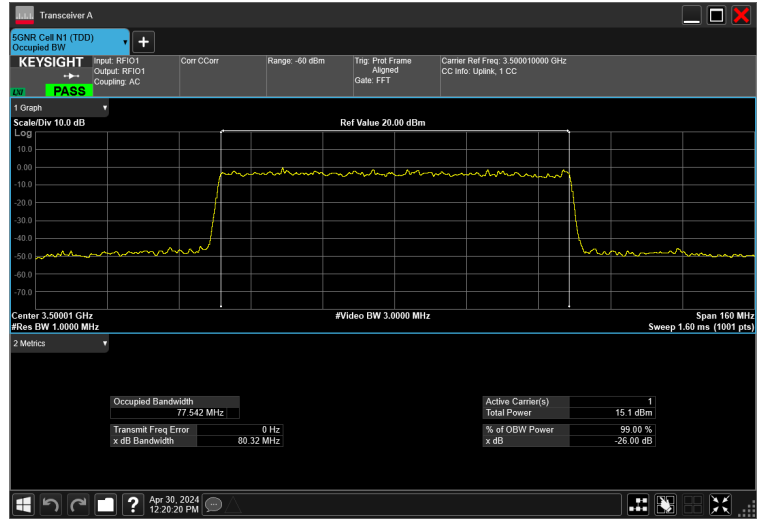 Transceiver A
5GNR Cell N1 (TDD)
Occupied BW
KEYSIGHT
LXI
PASS
Input: RFIO1
Output: RFIO1
Coupling: AC
Corr CCorr
Range: -60 dBm
Trig: Prot Frame
Aligned
Gate: FFT
Carrier Ref Freq: 3.500010000 GHz
CC Info: Uplink, 1 CC
1 Graph
Scale/Div 10.0 dB
Ref Value 20.00 dBm
Log
10.0
0.00
-10.0
-20.0
-30.0
-40.0
-50.0
-60.0
-70.0
Center 3.50001 GHz
#Video BW 3.0000 MHz
Span 160 MHz
#Res BW 1.0000 MHz
Sweep 1.60 ms (1001 pts)
2 Metrics
Occupied Bandwidth
77.542 MHz
Transmit Freq Error 0 Hz
x dB Bandwidth 80.32 MHz
Active Carrier(s) 1
Total Power 15.1 dBm
% of OBW Power 99.00 %
x dB -26.00 dB
?
Apr 30, 2024
12:20:20 PM